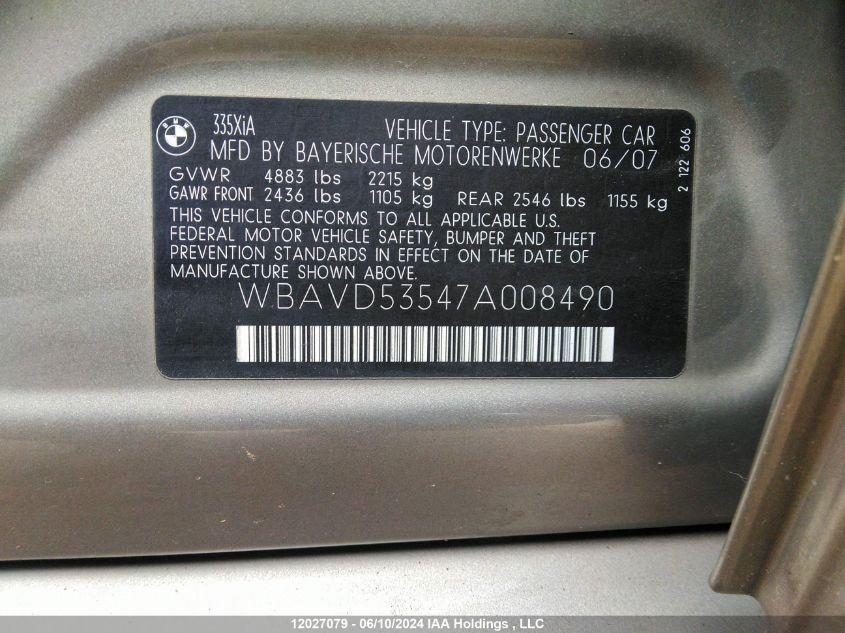 BMW
335XiA VEHICLE TYPE: PASSENGER CAR
MFD BY BAYERISCHE MOTORENWERKE 06/07
GVWR 4883 lbs 2215 kg
GAWR FRONT 2436 lbs 1105 kg REAR 2546 lbs 1155 kg
THIS VEHICLE CONFORMS TO ALL APPLICABLE U.S.
FEDERAL MOTOR VEHICLE SAFETY, BUMPER AND THEFT
PREVENTION STANDARDS IN EFFECT ON THE DATE OF
MANUFACTURE SHOWN ABOVE.
WBAVD53547A008490
2 122 606
12027079 - 06/10/2024 IAA Holdings , LLC